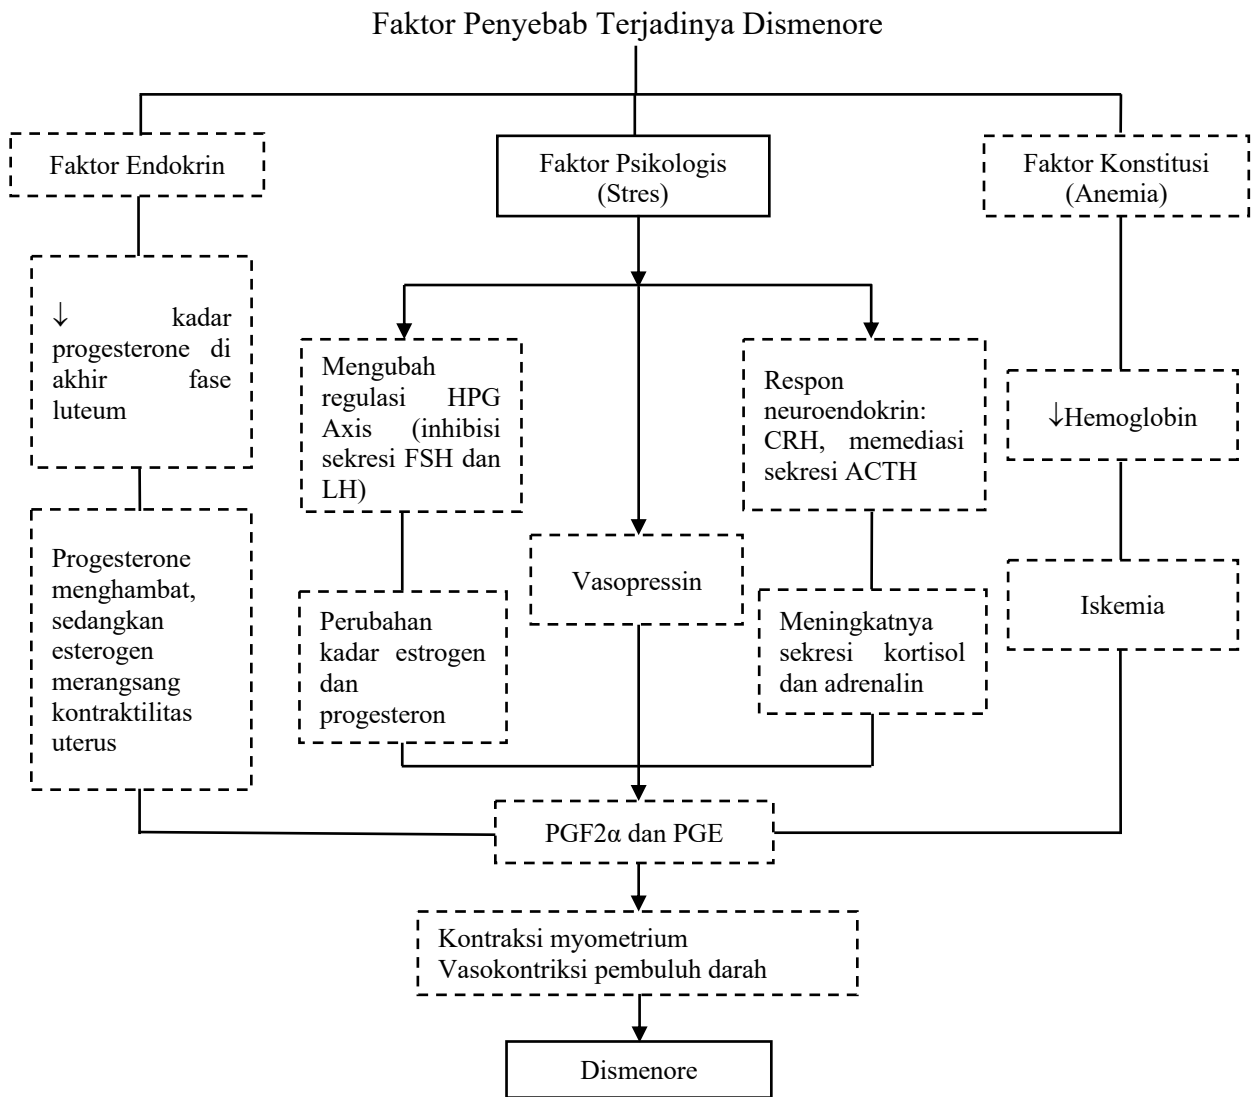 Faktor Penyebab Terjadinya Dismenore
Faktor Endokrin
Faktor Psikologis
(Stres)
Faktor Konstitusi
(Anemia)
↓ kadar
progesterone di
akhir fase
luteum
Mengubah
regulasi HPG
Axis (inhibisi
sekresi FSH dan
LH)
Respon
neuroendokrin:
CRH, memediasi
sekresi ACTH
↓Hemoglobin
Progesterone
menghambat,
sedangkan
esterogen
merangsang
kontraktilitas
uterus
Vasopressin
Perubahan
kadar estrogen
dan
progesteron
Meningkatnya
sekresi kortisol
dan adrenalin
Iskemia
PGF2α dan PGE
Kontraksi myometrium
Vasokontriksi pembuluh darah
Dismenore